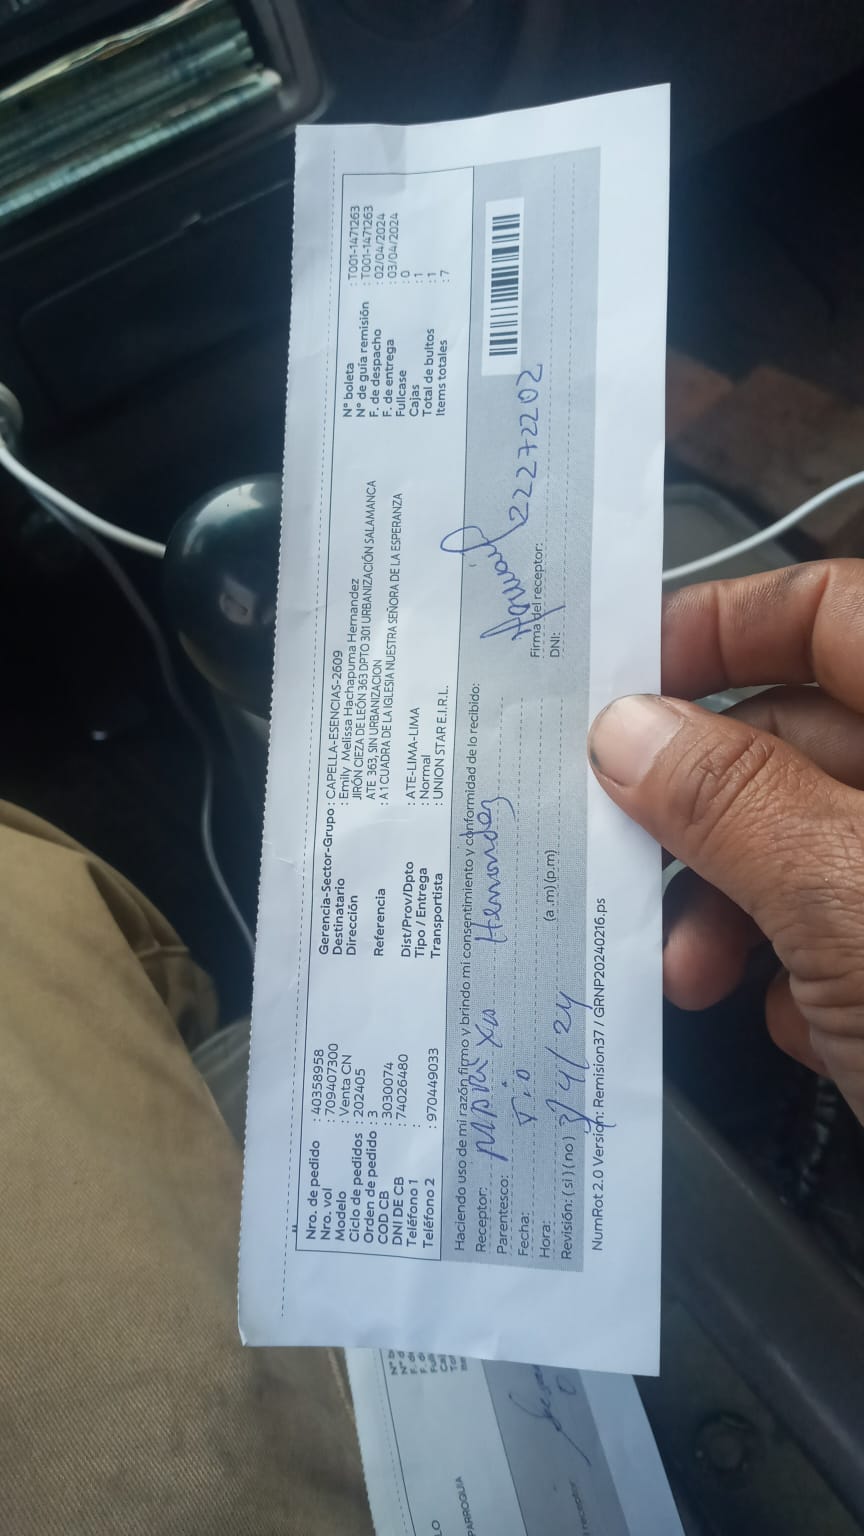 Nro. de pedido : 40358958
Nro. vol : 709407300
Modelo : Venta CN
Ciclo de pedidos : 202405
Orden de pedido : 3
COD CB : 3030074
DNI DE CB : 74026480
Teléfono 1 :
Teléfono 2 : 970449033
Gerencia-Sector-Grupo : CAPELLA-ESENCIAS-2609
Destinatario : Emily Melissa Hachapuma Hernandez
Dirección JIRÓN CIEZA DE LEÓN 363 DPTO 301 URBANIZACIÓN SALAMANCA
ATE 363, SIN URBANIZACION
Referencia : A 1 CUADRA DE LA IGLESIA NUESTRA SEÑORA DE LA ESPERANZA
Dist/Prov/Dpto : ATE-LIMA-LIMA
Tipo / Entrega : Normal
Transportista : UNION STAR E.I.R.L.
N° boleta : T001-1471263
N° de guía remisión : T001-1471263
F. de despacho : 02/04/2024
F. de entrega : 03/04/2024
Fullcase : 0
Cajas : 1
Total de bultos : 1
Items totales : 7
Haciendo uso de mi razón firmo y brindo mi consentimiento y conformidad de lo recibido:
Receptor: Hernandez
Parentesco: Tio
Fecha: 3/4/24
Hora: (a .m) (p.m)
Revisión: (si) (no)
22272202
Firma del receptor:
DNI:
NumRot 2.0 Version: Remision37 / GRNP20240216.ps
PARROQUIA
receptor